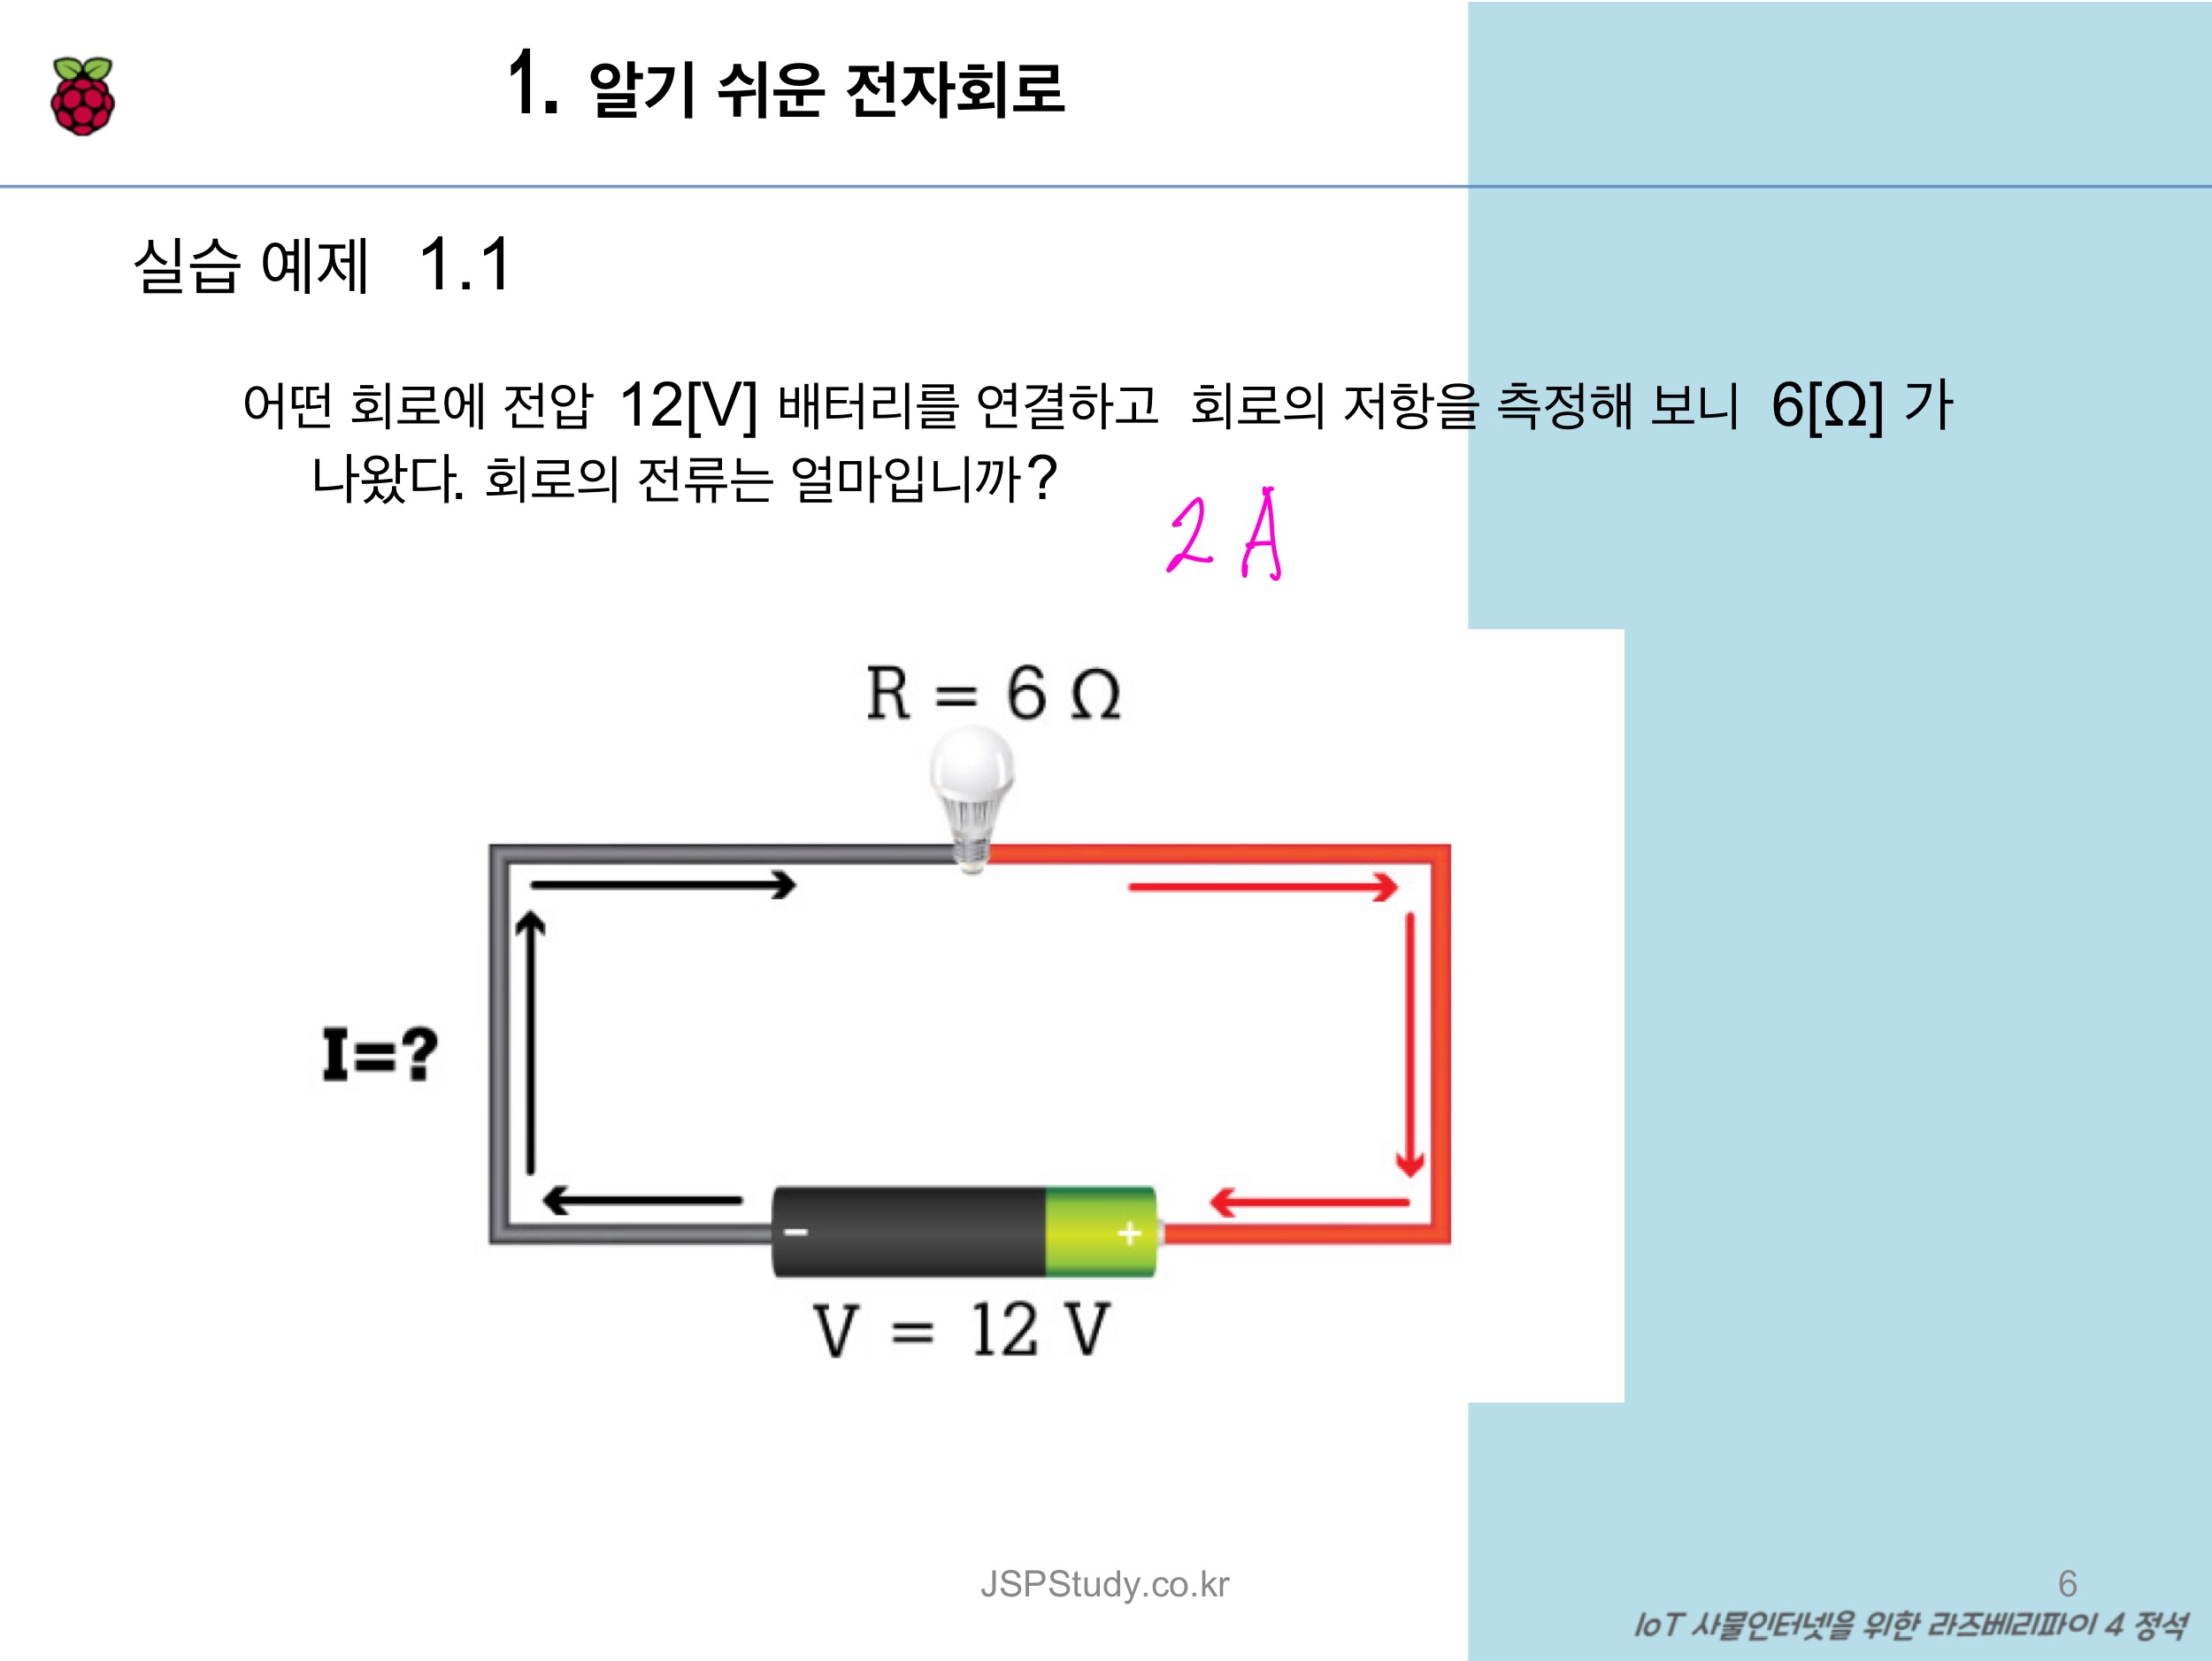 1. 알기 쉬운 전자회로
실습 예제 1.1
어떤 회로에 전압 12[V] 배터리를 연결하고 회로의 저항을 측정해 보니 6[Ω] 가
나왔다. 회로의 전류는 얼마입니까?
2 A
R = 6 Ω
I=?
− +
V = 12 V
JSPStudy.co.kr
6
IoT 사물인터넷을 위한 라즈베리파이 4 정석